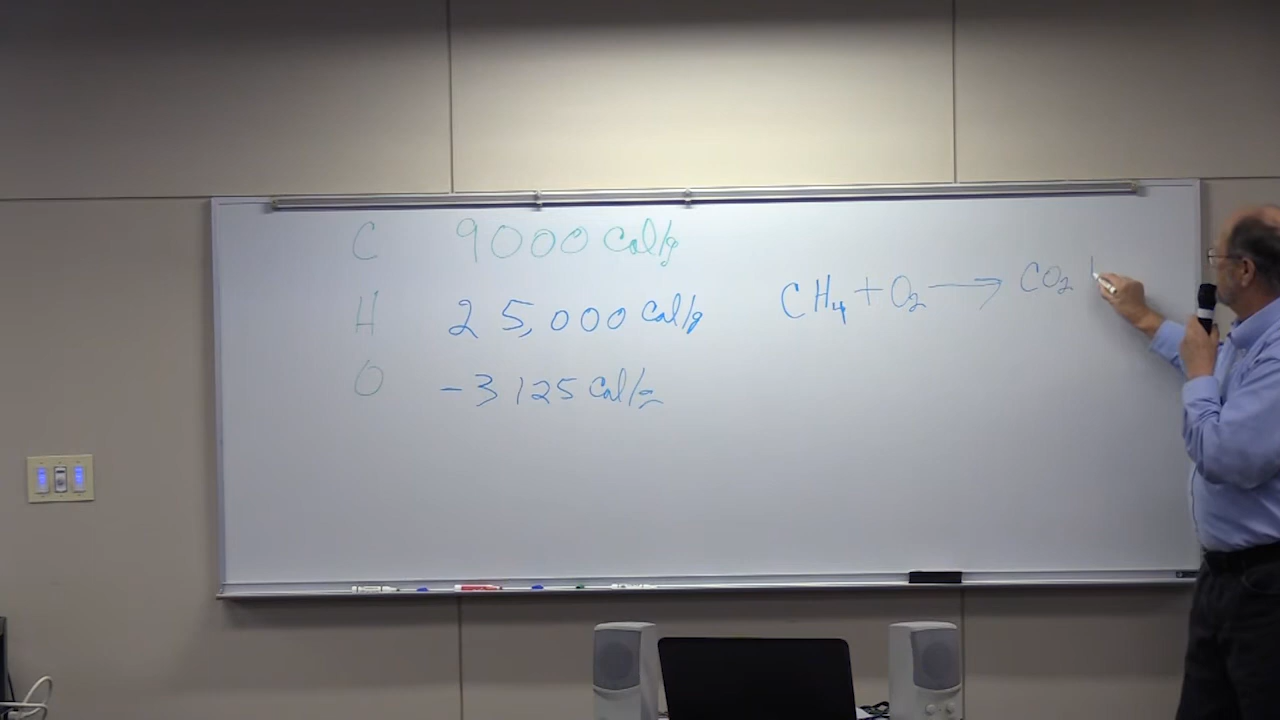 C 9000 Cal/g
H 25,000 Cal/g
O -3125 Cal/g
CH₄ + O₂ → CO₂